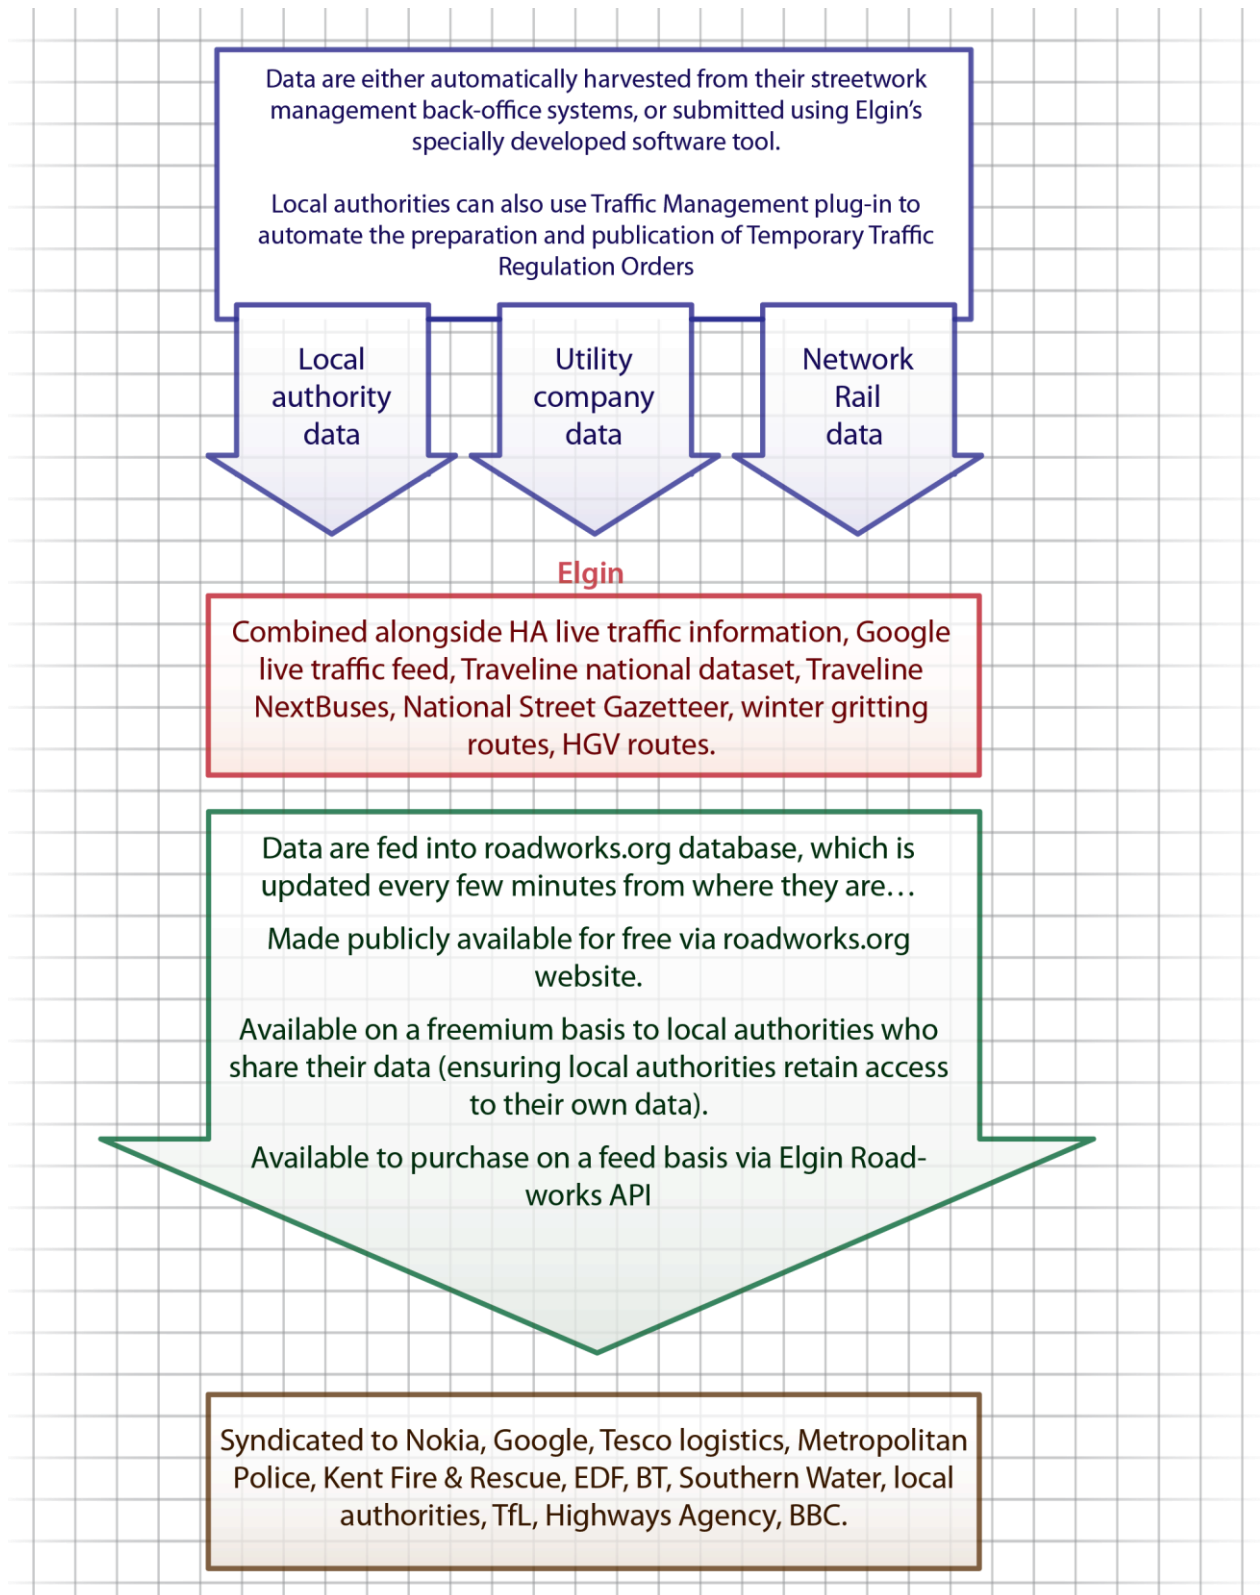 Data are either automatically harvested from their streetwork
management back-office systems, or submitted using Elgin’s
specially developed software tool.
Local authorities can also use Traffic Management plug-in to
automate the preparation and publication of Temporary Traffic
Regulation Orders
Local
authority
data
Utility
company
data
Network
Rail
data
Elgin
Combined alongside HA live traffic information, Google
live traffic feed, Traveline national dataset, Traveline
NextBuses, National Street Gazetteer, winter gritting
routes, HGV routes.
Data are fed into roadworks.org database, which is
updated every few minutes from where they are…
Made publicly available for free via roadworks.org
website.
Available on a freemium basis to local authorities who
share their data (ensuring local authorities retain access
to their own data).
Available to purchase on a feed basis via Elgin Road-
works API
Syndicated to Nokia, Google, Tesco logistics, Metropolitan
Police, Kent Fire & Rescue, EDF, BT, Southern Water, local
authorities, TfL, Highways Agency, BBC.